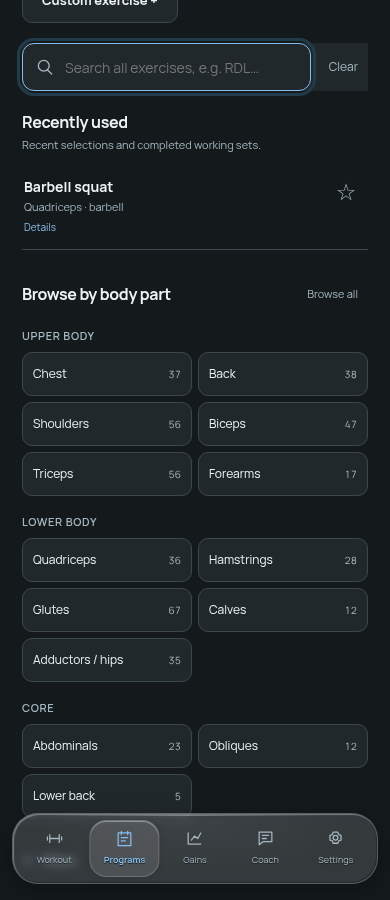 Custom exercise +
Search all exercises, e.g. RDL...
Clear
Recently used
Recent selections and completed working sets.
Barbell squat
Quadriceps · barbell
Details
Browse by body part
Browse all
UPPER BODY
Chest 37
Back 38
Shoulders 56
Biceps 47
Triceps 56
Forearms 17
LOWER BODY
Quadriceps 36
Hamstrings 28
Glutes 67
Calves 12
Adductors / hips 35
CORE
Abdominals 23
Obliques 12
Lower back 5
Workout
Programs
Gains
Coach
Settings